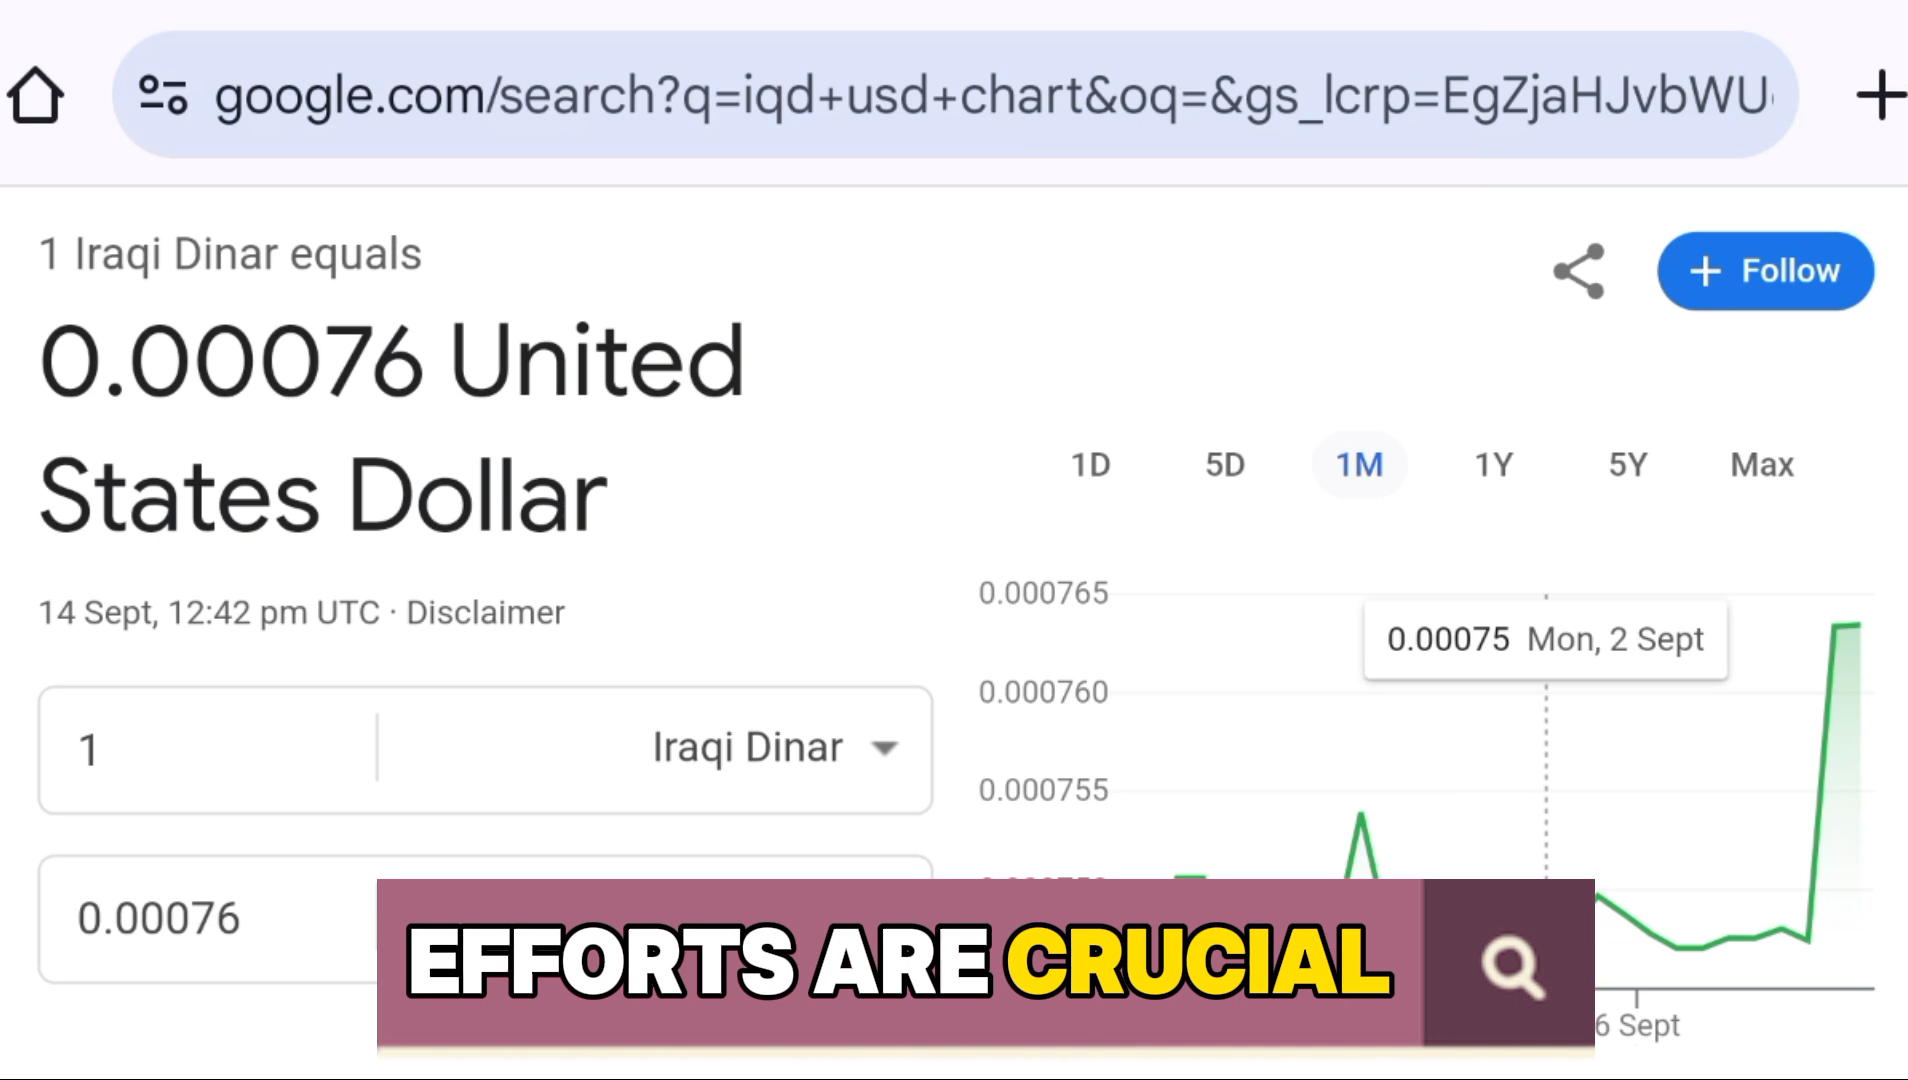 google.com/search?q=iqd+usd+chart&oq=&gs_lcrp=EgZjaHJvbWU
1 Iraqi Dinar equals
Follow
0.00076 United
States Dollar
1D 5D 1M 1Y 5Y Max
14 Sept, 12:42 pm UTC · Disclaimer
0.000765
0.00075 Mon, 2 Sept
0.000760
1 Iraqi Dinar
0.000755
0.00076
EFFORTS ARE CRUCIAL
6 Sept